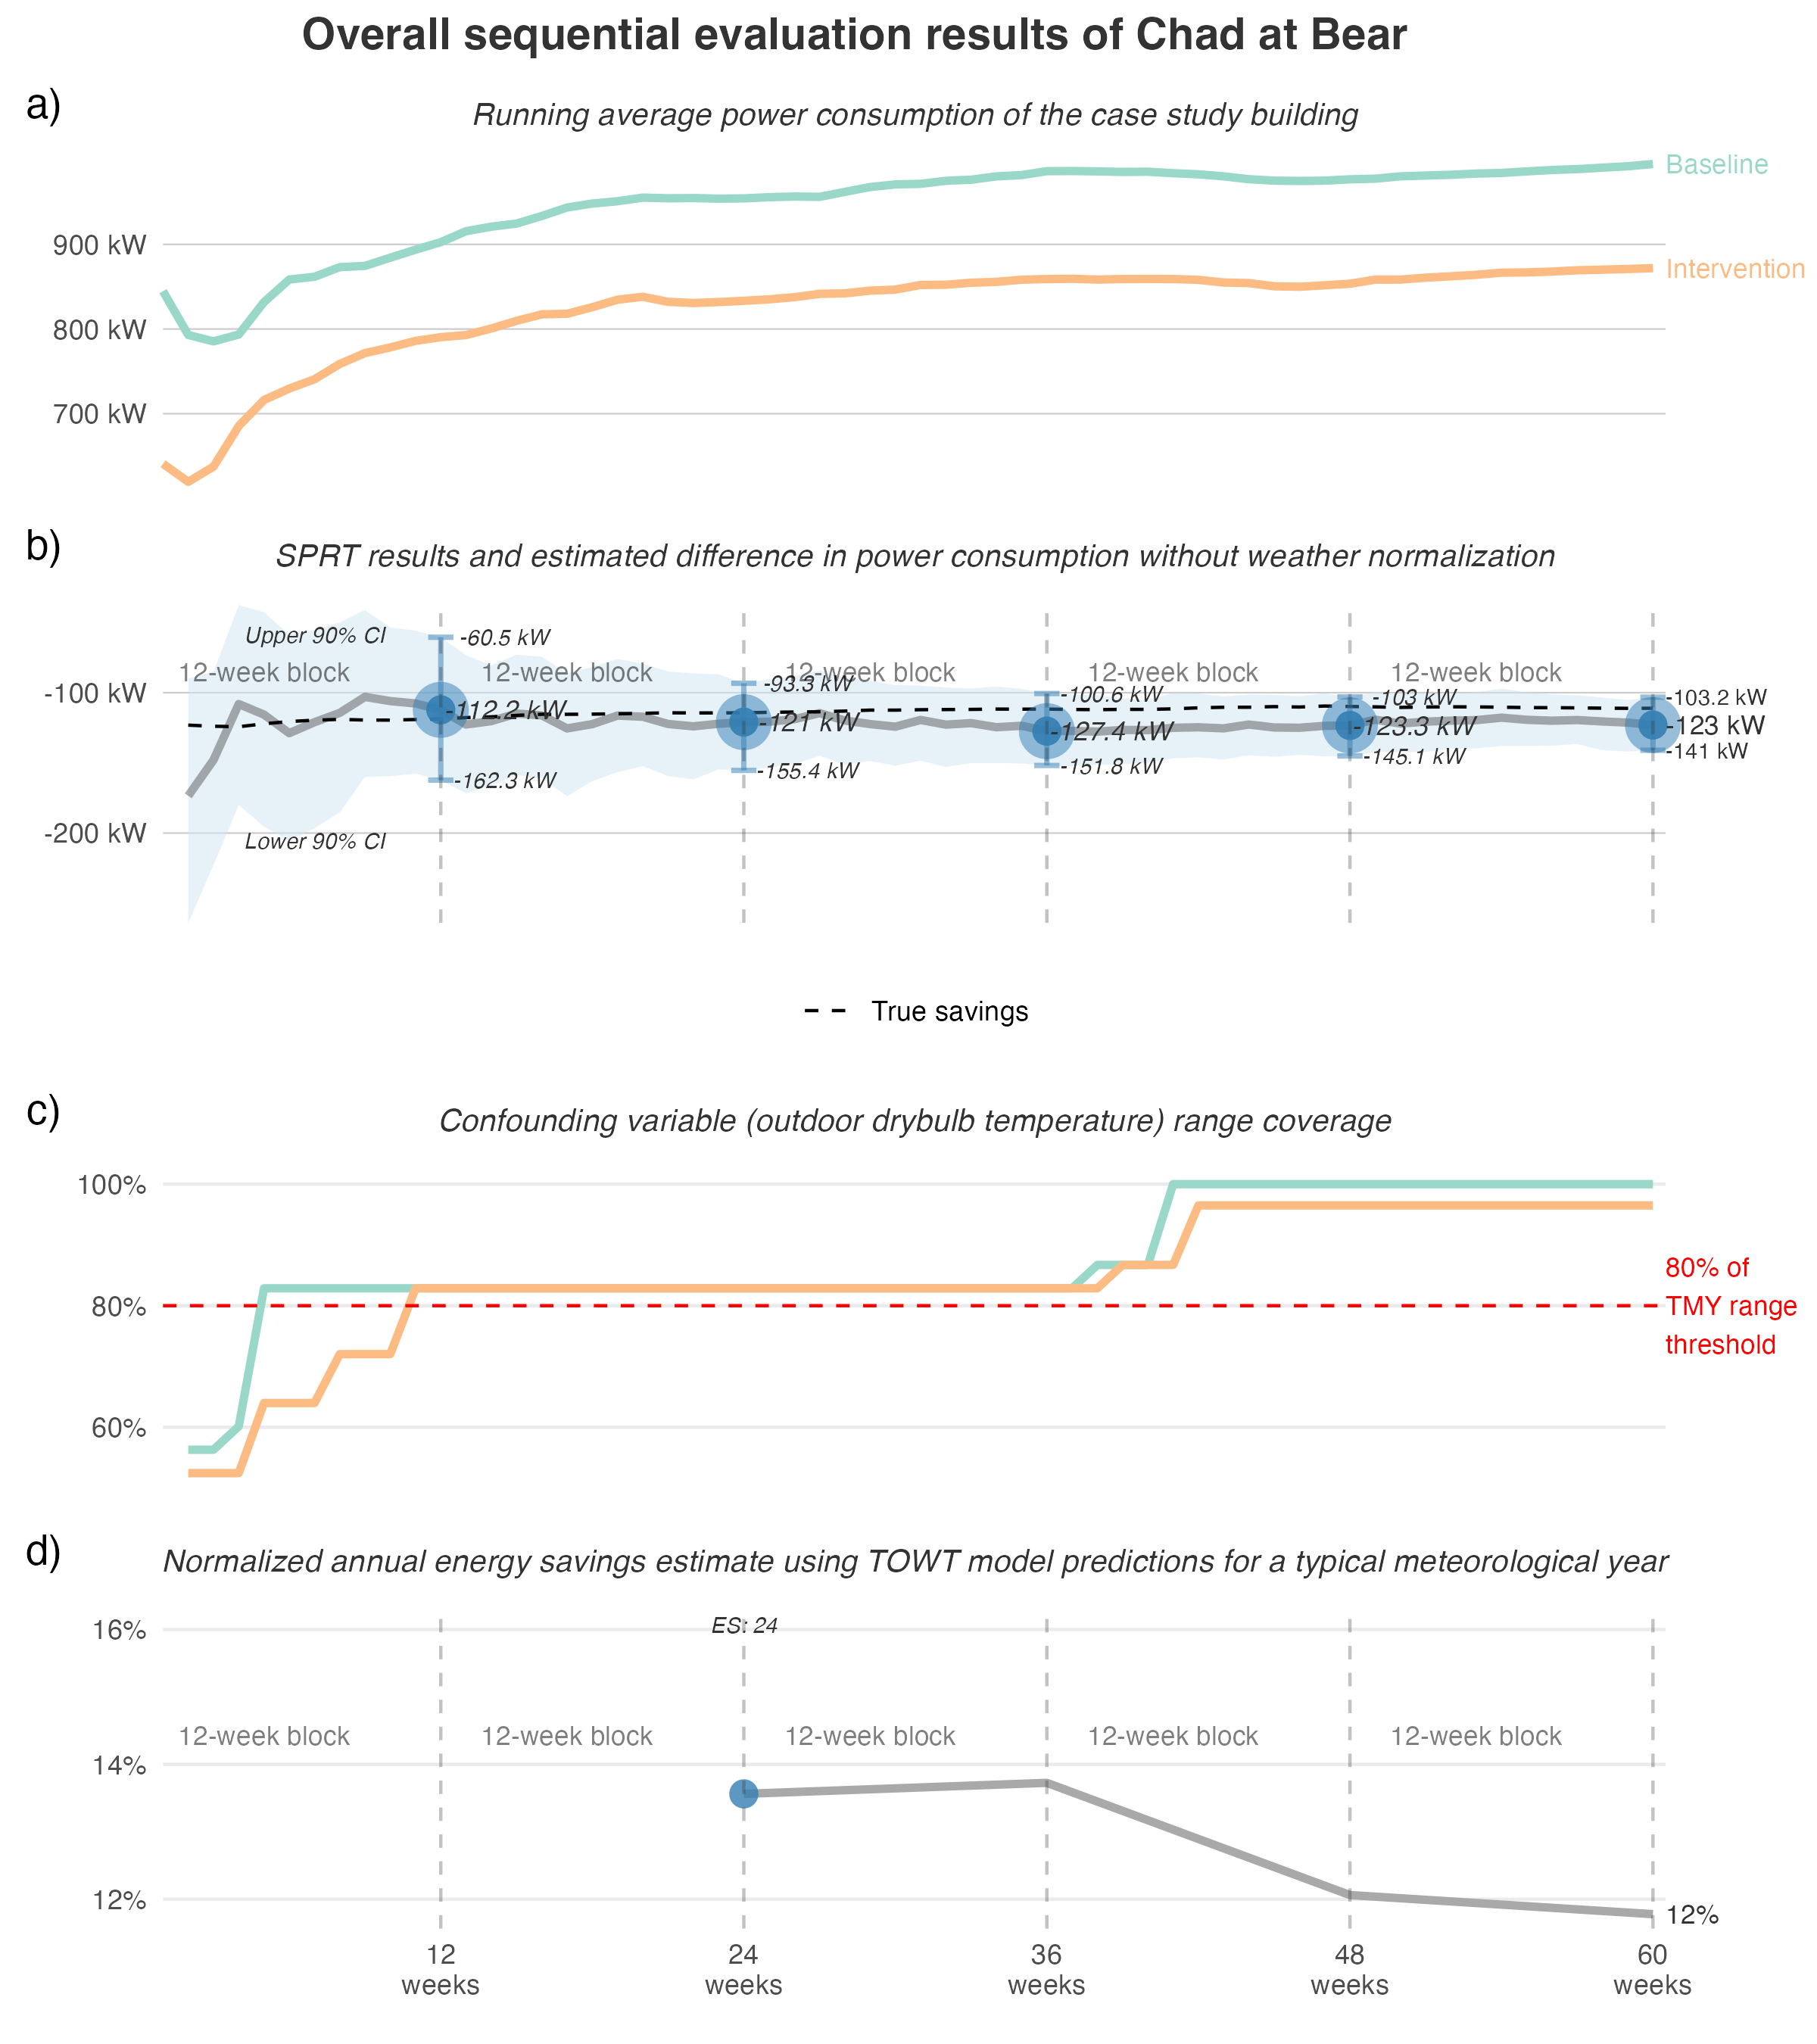 Overall sequential evaluation results of Chad at Bear
a)
Running average power consumption of the case study building
Baseline
900 kW
Intervention
800 kW
700 kW
b)
SPRT results and estimated difference in power consumption without weather normalization
Upper 90% CI
-60.5 kW
12-week block
12-week block
12-week block
12-week block
12-week block
-93.3 kW
-100 kW
-100.6 kW
-103 kW
-103.2 kW
-112.2 kW
-121 kW
-127.4 kW
-123.3 kW
-123 kW
-162.3 kW
-155.4 kW
-151.8 kW
-145.1 kW
-141 kW
-200 kW
Lower 90% CI
True savings
c)
Confounding variable (outdoor drybulb temperature) range coverage
100%
80%
60%
80% of
TMY range
threshold
d)
Normalized annual energy savings estimate using TOWT model predictions for a typical meteorological year
16%
ES: 24
12-week block
12-week block
12-week block
12-week block
12-week block
14%
12%
12%
12
weeks
24
weeks
36
weeks
48
weeks
60
weeks